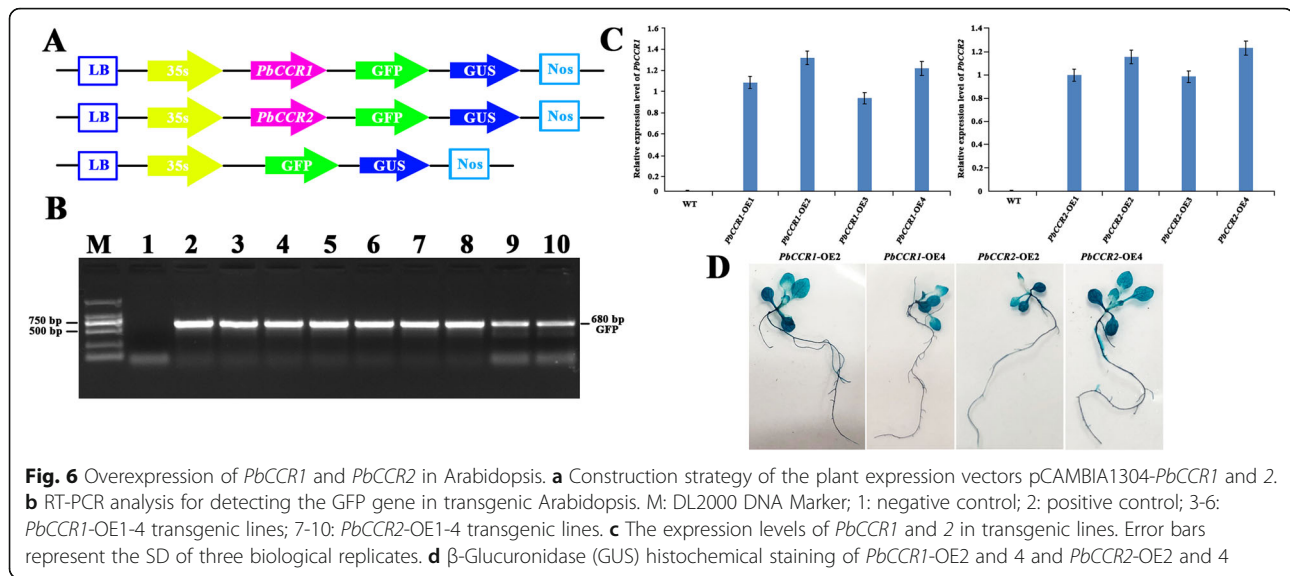 A
LB 35s PbCCR1 GFP GUS Nos
LB 35s PbCCR2 GFP GUS Nos
LB 35s GFP GUS Nos
B
M 1 2 3 4 5 6 7 8 9 10
750 bp
500 bp
680 bp
GFP
C
Relative expression level of PbCCR1
1.6
1.4
1.2
1
0.8
0.6
0.4
0.2
0
WT PbCCR1-OE1 PbCCR1-OE2 PbCCR1-OE3 PbCCR1-OE4
Relative expression level of PbCCR2
1.4
1.2
1
0.8
0.6
0.4
0.2
0
WT PbCCR2-OE1 PbCCR2-OE2 PbCCR2-OE3 PbCCR2-OE4
D
PbCCR1-OE2 PbCCR1-OE4 PbCCR2-OE2 PbCCR2-OE4
Fig. 6 Overexpression of PbCCR1 and PbCCR2 in Arabidopsis. a Construction strategy of the plant expression vectors pCAMBIA1304-PbCCR1 and 2.
b RT-PCR analysis for detecting the GFP gene in transgenic Arabidopsis. M: DL2000 DNA Marker; 1: negative control; 2: positive control; 3-6:
PbCCR1-OE1-4 transgenic lines; 7-10: PbCCR2-OE1-4 transgenic lines. c The expression levels of PbCCR1 and 2 in transgenic lines. Error bars
represent the SD of three biological replicates. d β-Glucuronidase (GUS) histochemical staining of PbCCR1-OE2 and 4 and PbCCR2-OE2 and 4